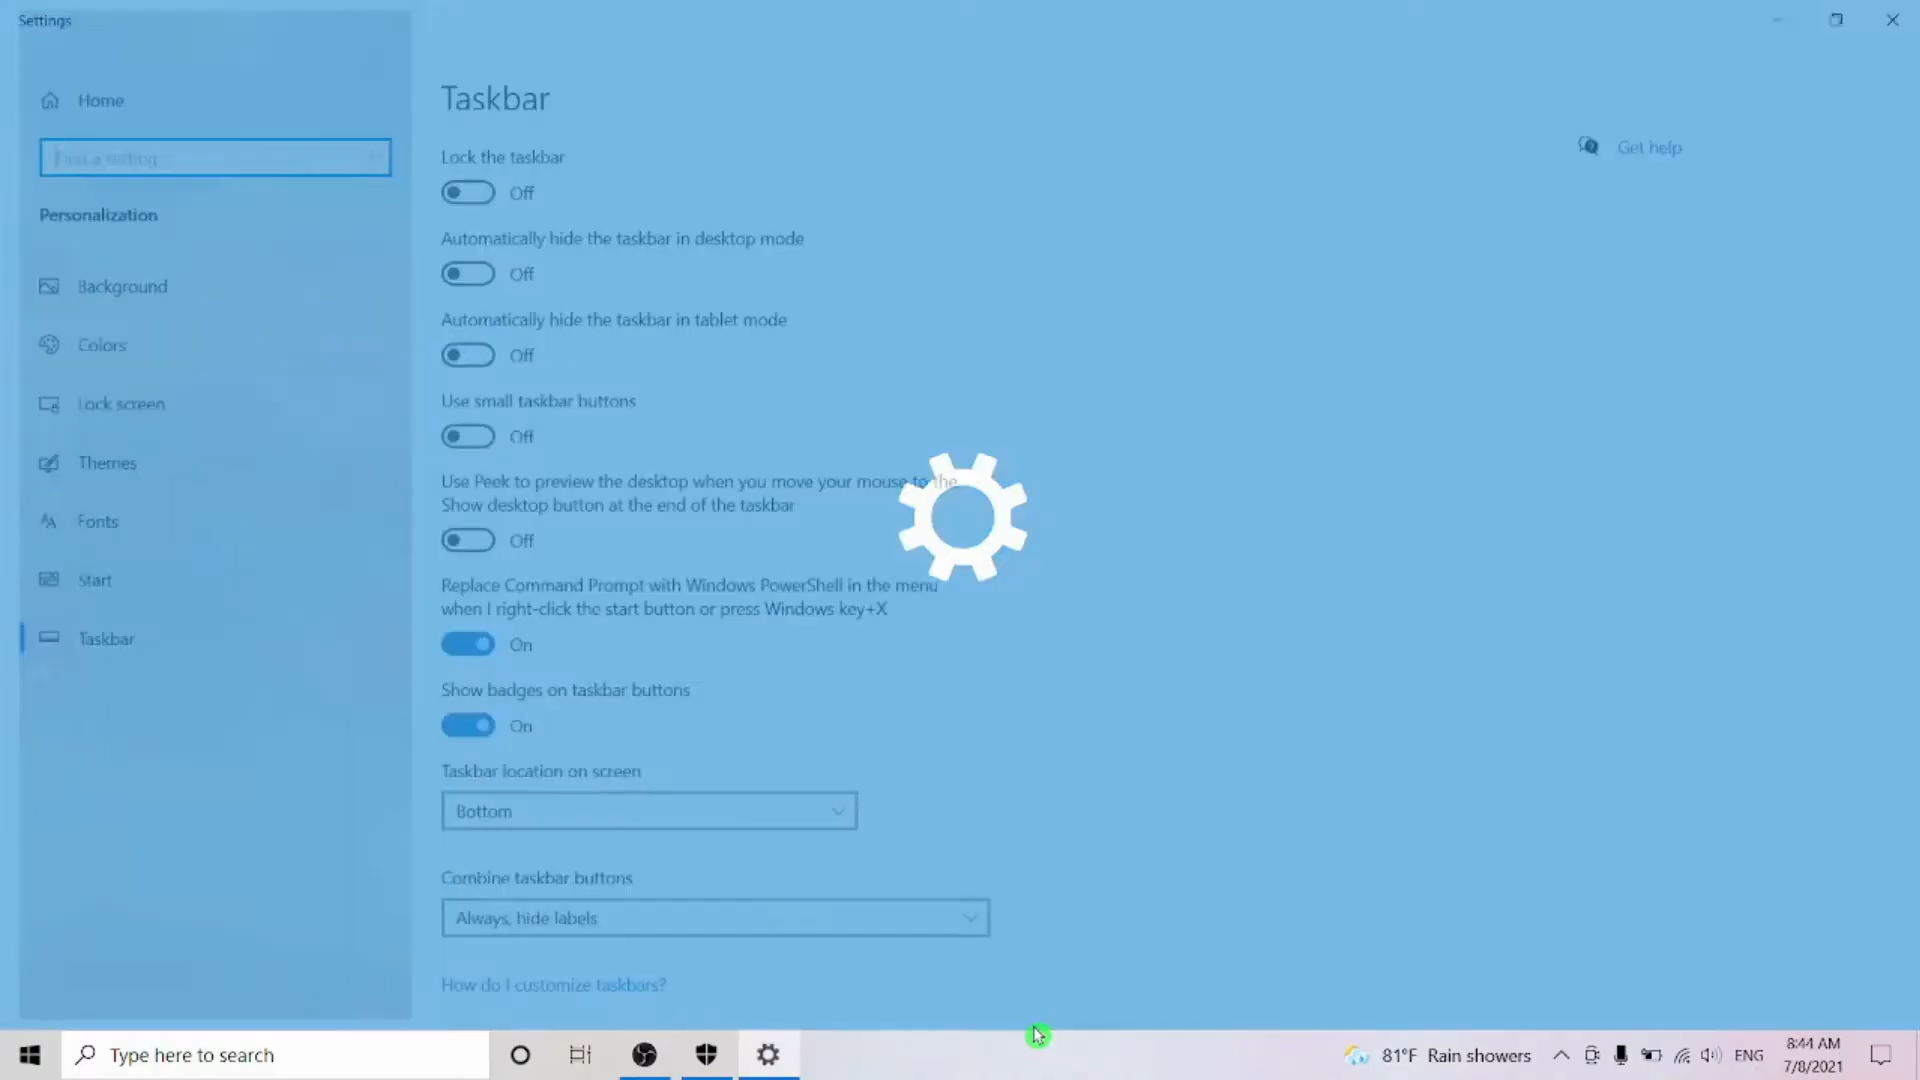 Settings
Home
Find a setting
Personalization
Background
Colors
Lock screen
Themes
Fonts
Start
Taskbar
Taskbar
Lock the taskbar
Off
Automatically hide the taskbar in desktop mode
Off
Automatically hide the taskbar in tablet mode
Off
Use small taskbar buttons
Off
Use Peek to preview the desktop when you move your mouse to the
Show desktop button at the end of the taskbar
Off
Replace Command Prompt with Windows PowerShell in the menu
when I right-click the start button or press Windows key+X
On
Show badges on taskbar buttons
On
Taskbar location on screen
Bottom
Combine taskbar buttons
Always, hide labels
How do I customize taskbars?
Get help
Type here to search
81°F Rain showers
ENG
8:44 AM
7/8/2021